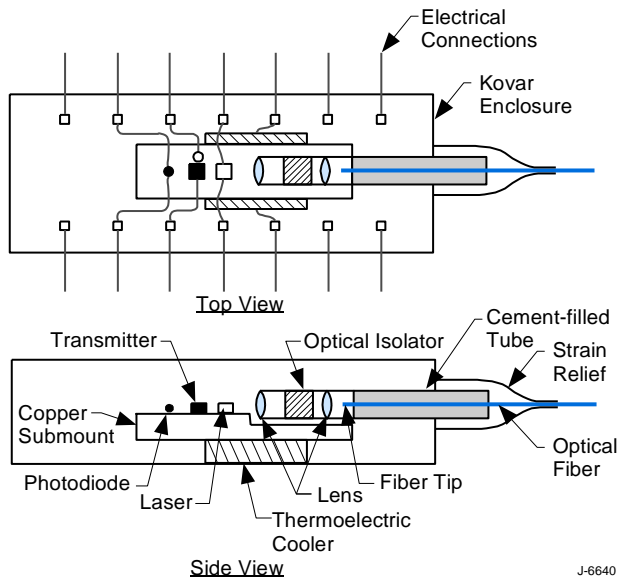 Electrical
Connections
Kovar
Enclosure
Top View
Transmitter
Optical Isolator
Cement-filled
Tube
Strain
Relief
Copper
Submount
Photodiode
Laser
Lens
Fiber Tip
Optical
Fiber
Thermoelectric
Cooler
Side View
J-6640